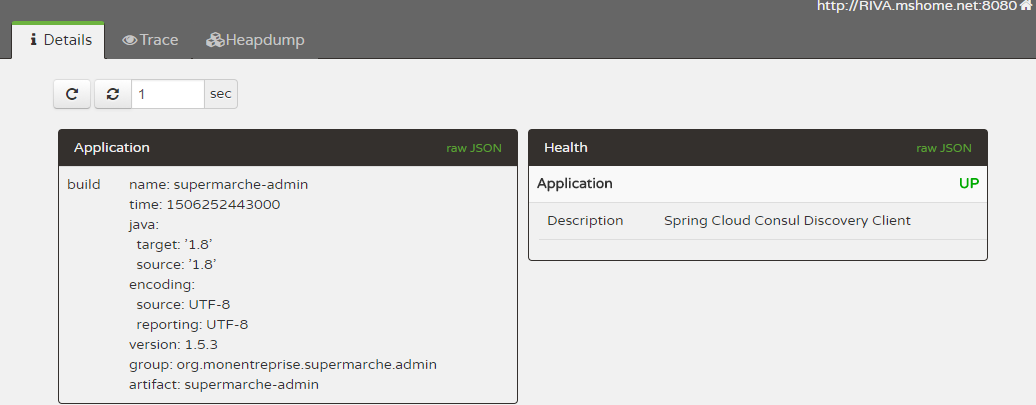 http://RIVA.mshome.net:8080
Details Trace Heapdump
1 sec
Application raw JSON
build name: supermarche-admin
time: 1506252443000
java:
target: '1.8'
source: '1.8'
encoding:
source: UTF-8
reporting: UTF-8
version: 1.5.3
group: org.monentreprise.supermarche.admin
artifact: supermarche-admin
Health raw JSON
Application UP
Description Spring Cloud Consul Discovery Client